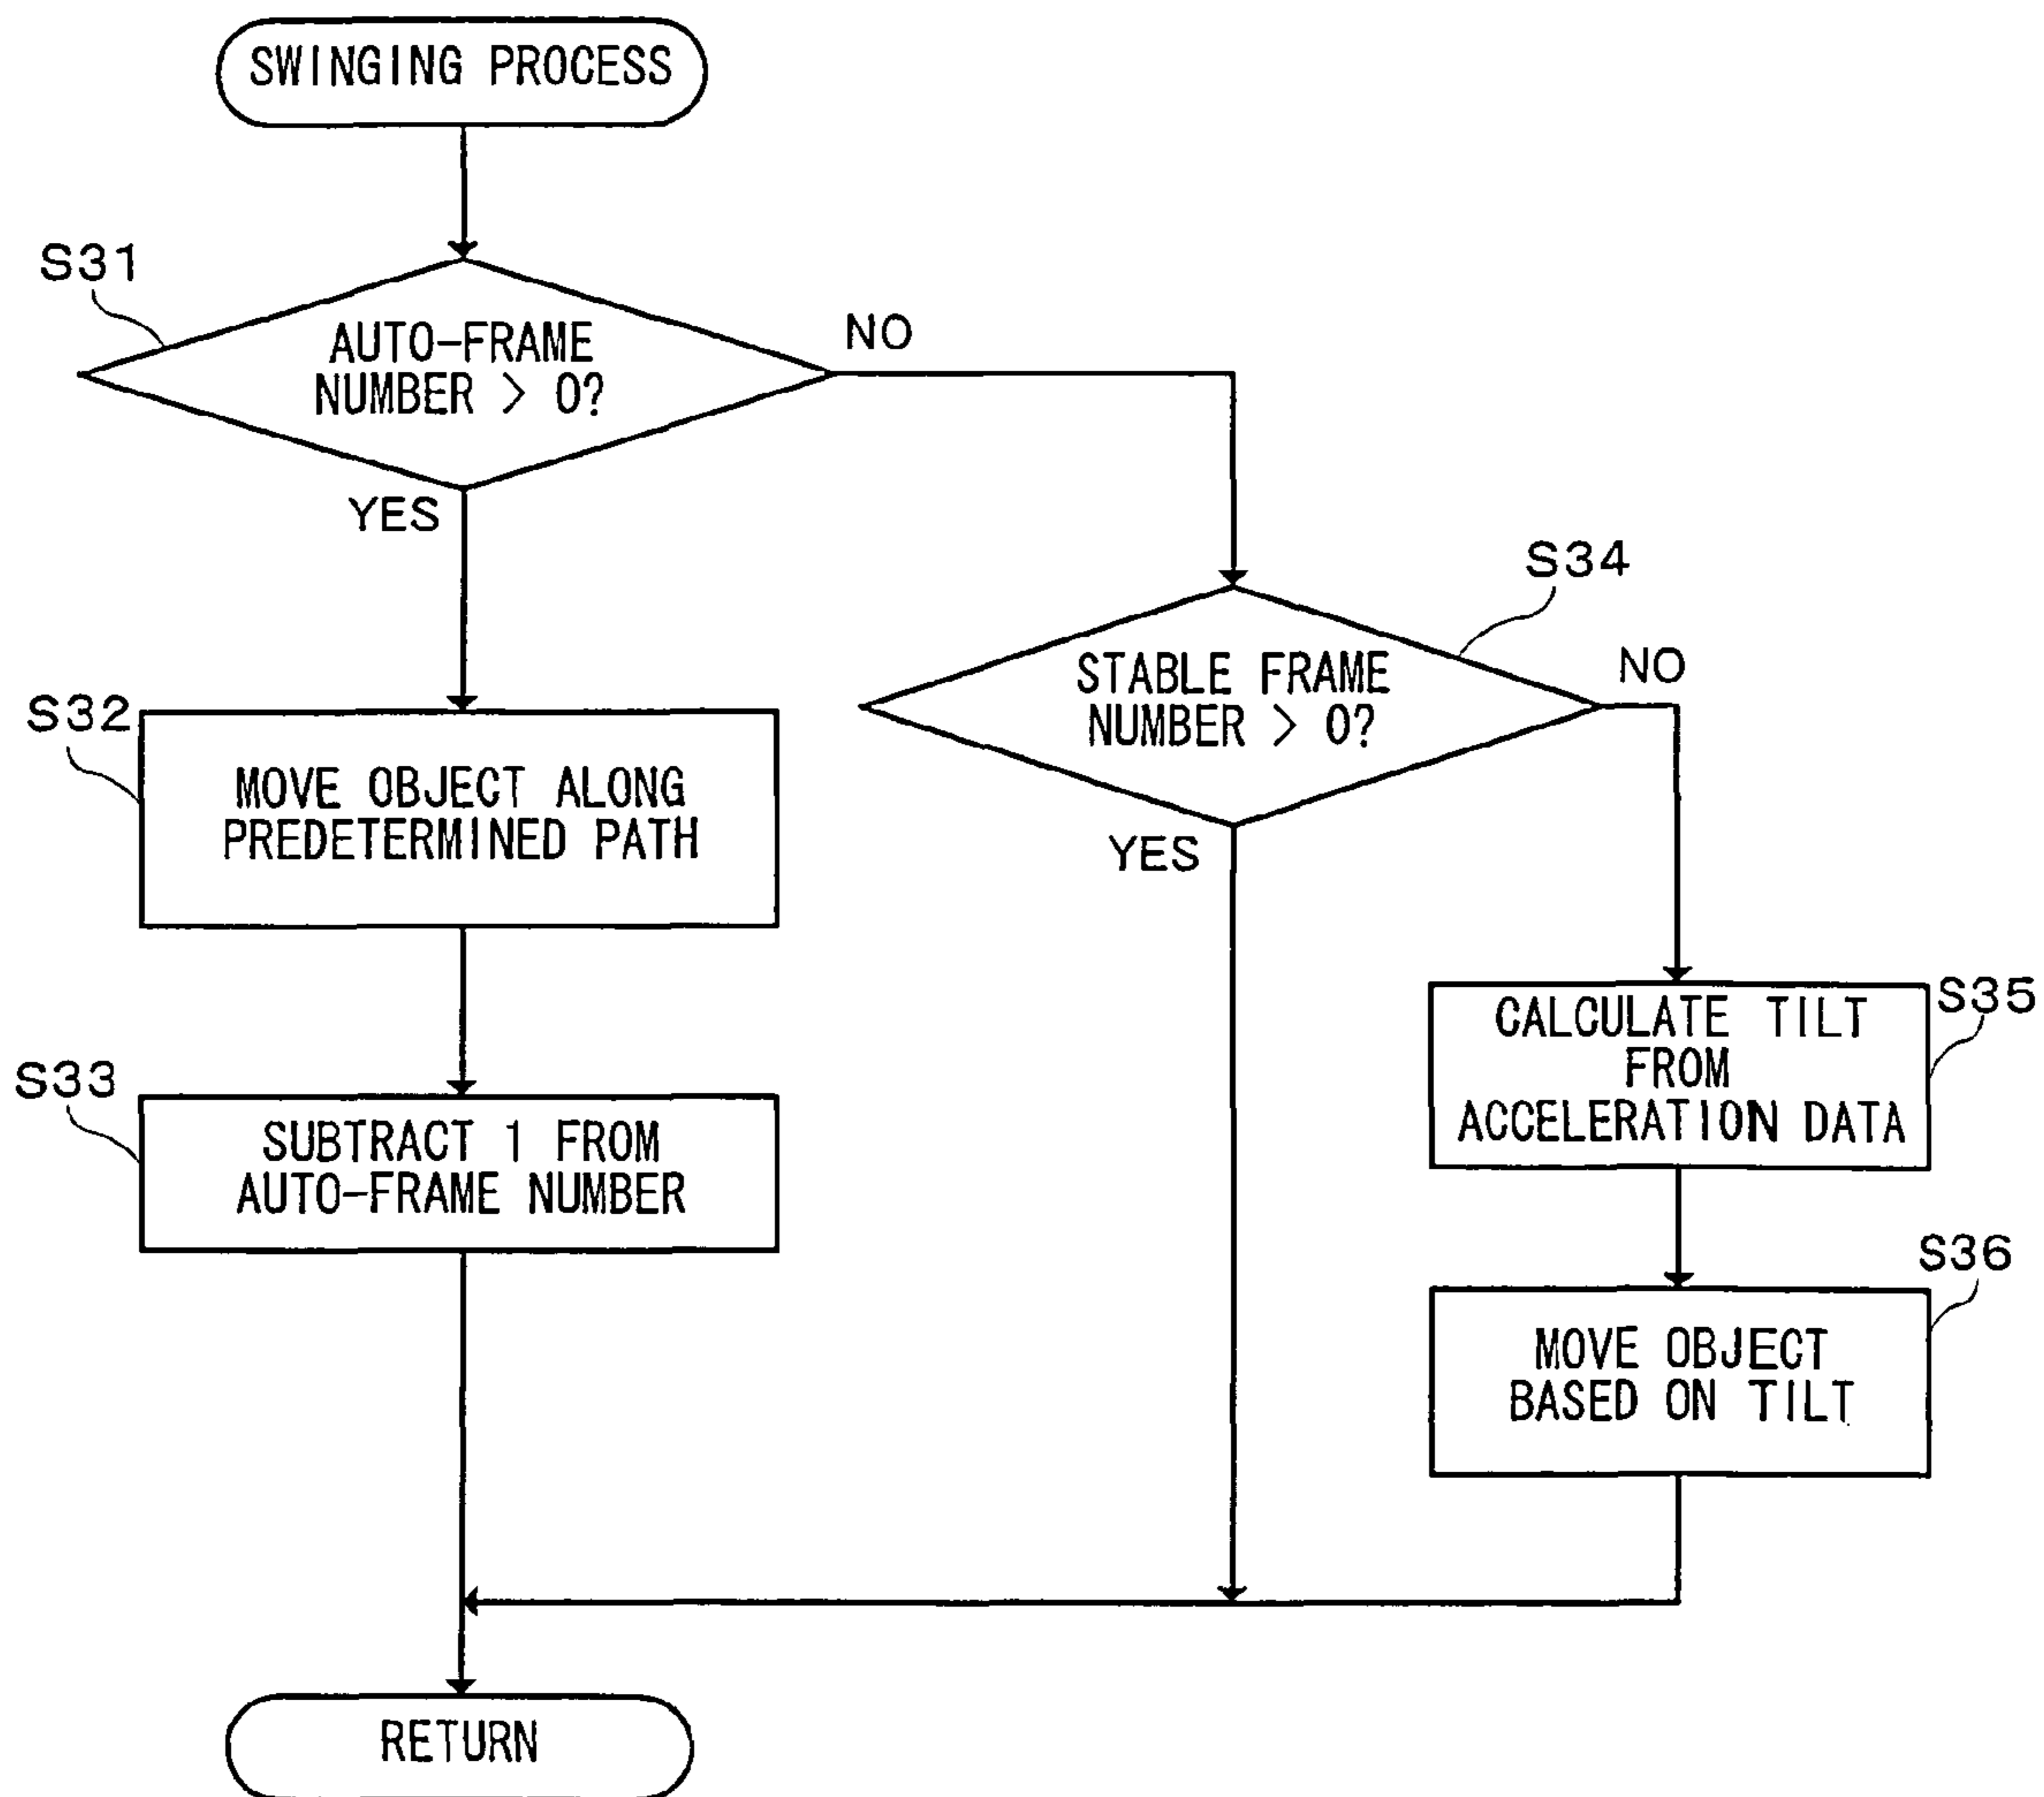 SWINGING PROCESS
S31
AUTO-FRAME
NUMBER > 0?
NO
YES
S32
MOVE OBJECT ALONG
PREDETERMINED PATH
S33
SUBTRACT 1 FROM
AUTO-FRAME NUMBER
S34
STABLE FRAME
NUMBER > 0?
NO
YES
S35
CALCULATE TILT
FROM
ACCELERATION DATA
S36
MOVE OBJECT
BASED ON TILT
RETURN